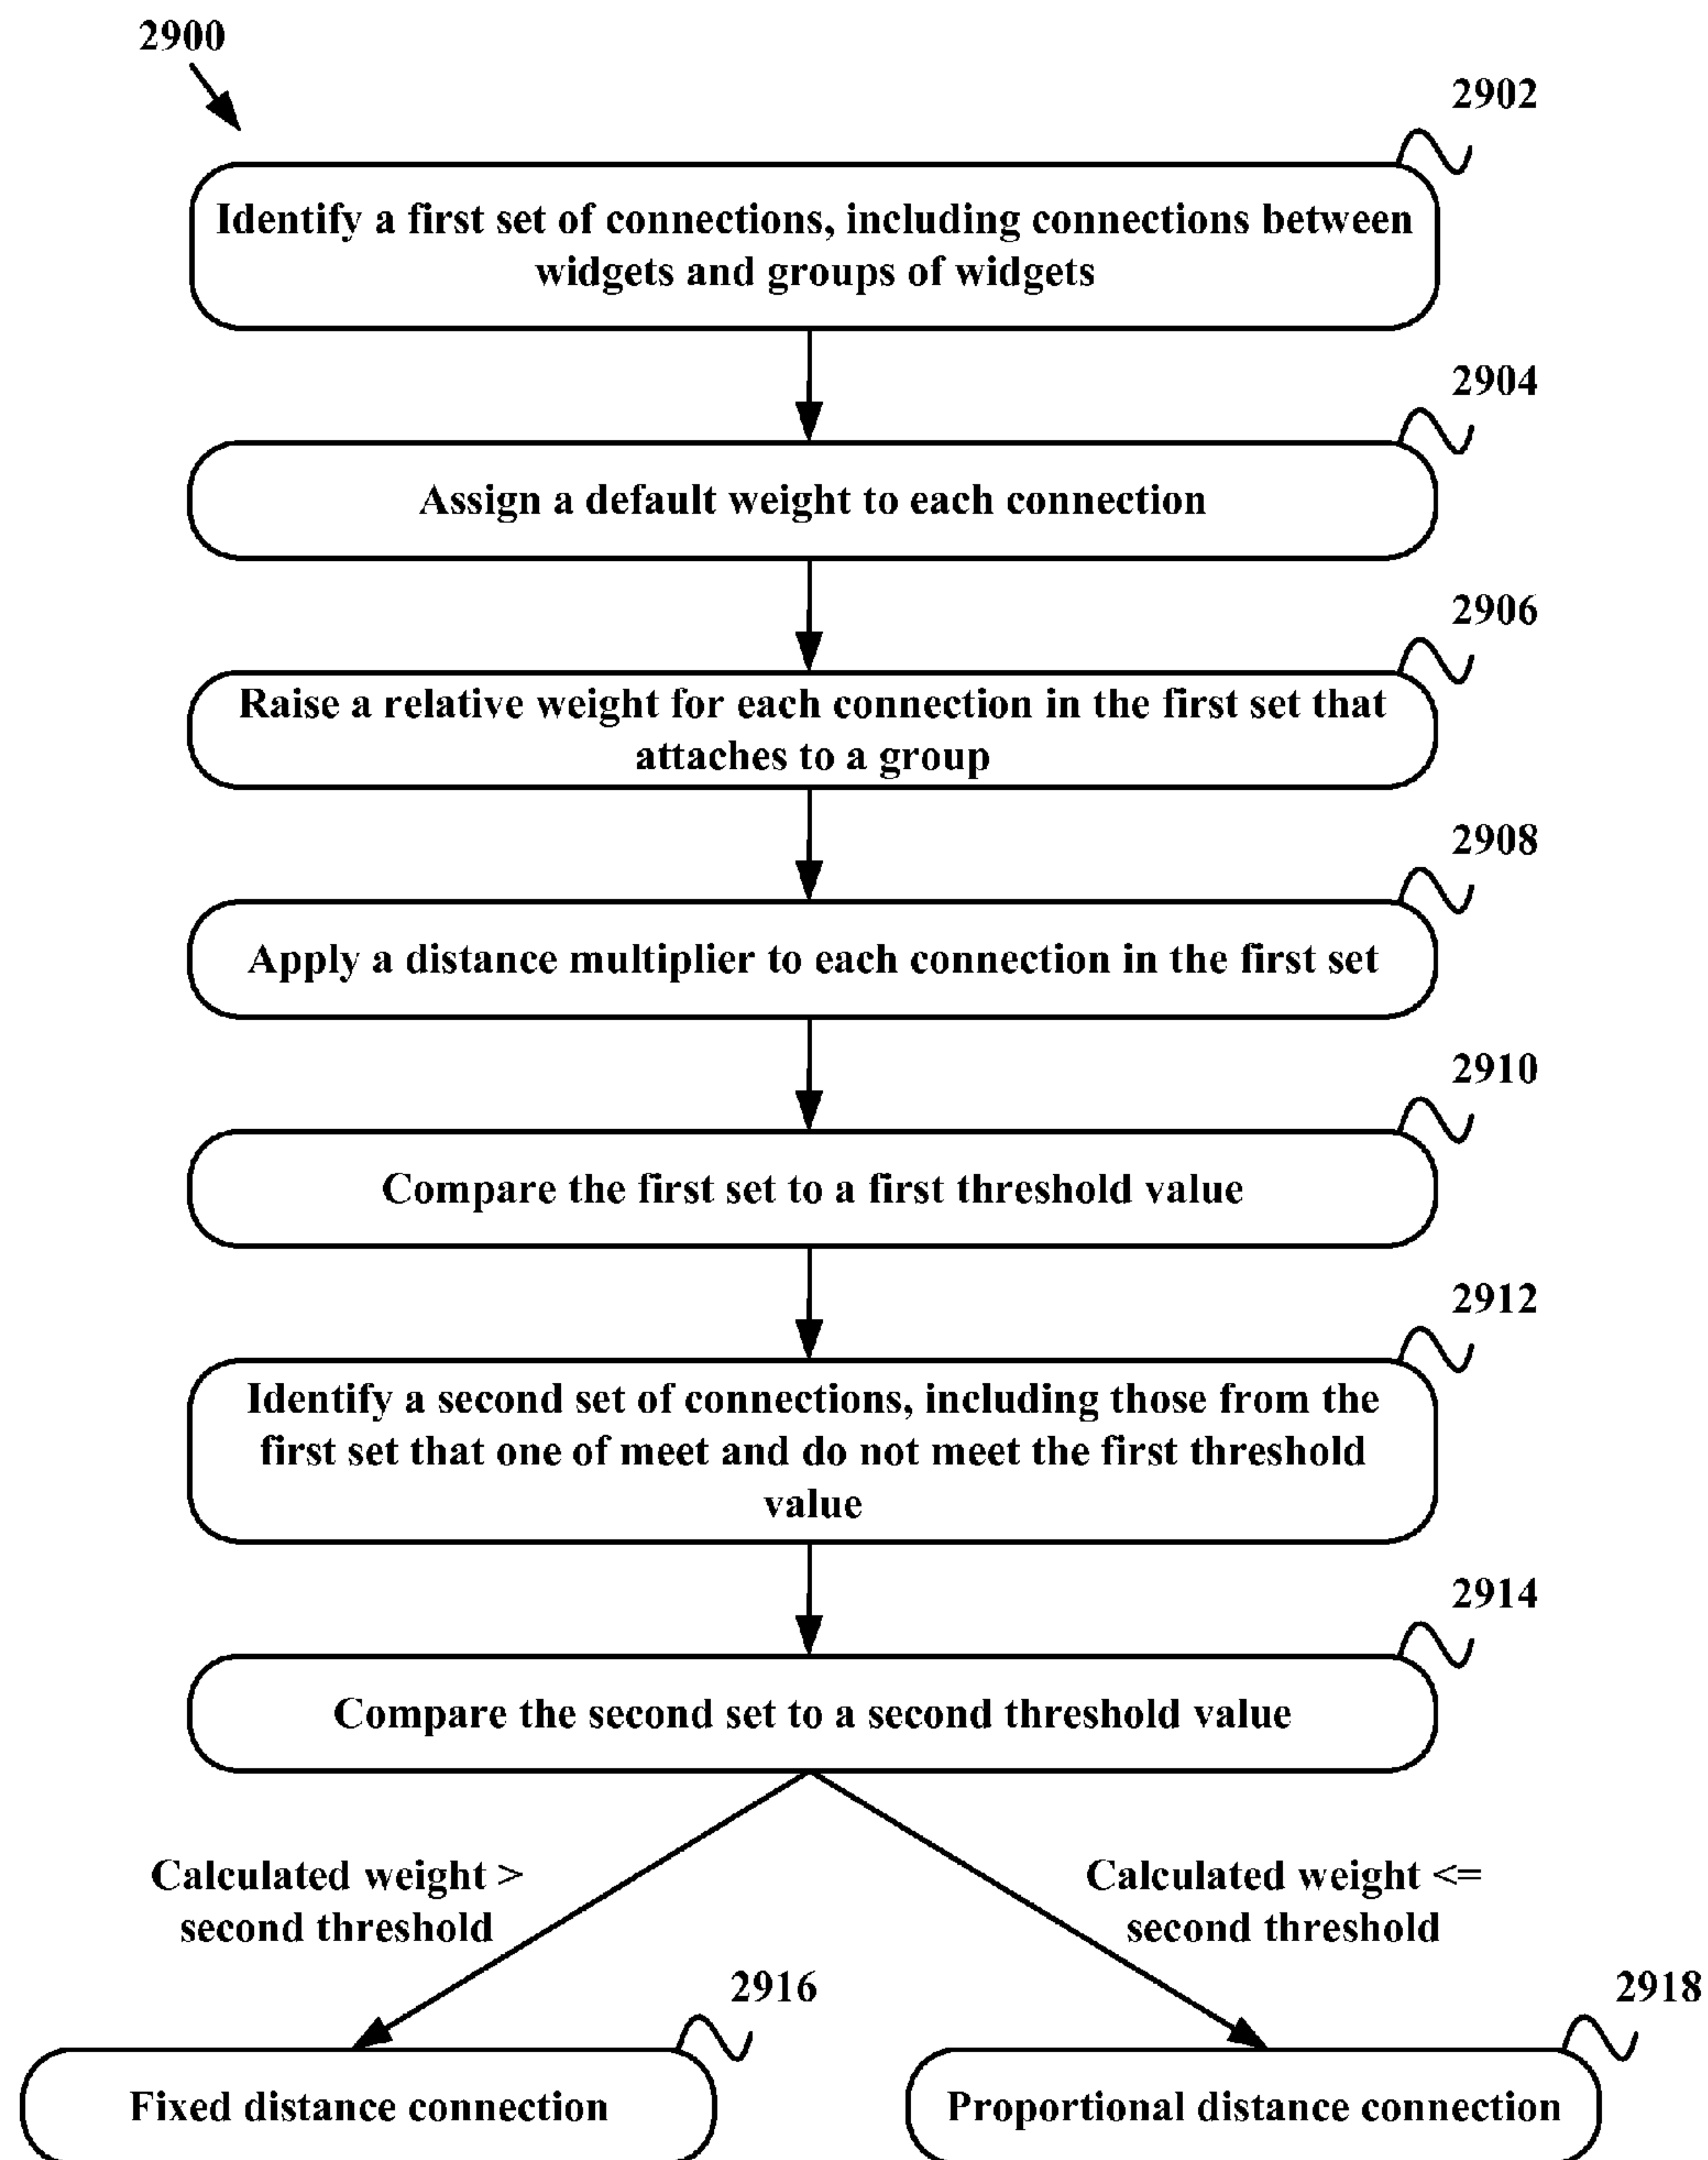 2900
2902
Identify a first set of connections, including connections between
widgets and groups of widgets
2904
Assign a default weight to each connection
2906
Raise a relative weight for each connection in the first set that
attaches to a group
2908
Apply a distance multiplier to each connection in the first set
2910
Compare the first set to a first threshold value
2912
Identify a second set of connections, including those from the
first set that one of meet and do not meet the first threshold
value
2914
Compare the second set to a second threshold value
Calculated weight >
second threshold
Calculated weight <=
second threshold
2916
Fixed distance connection
2918
Proportional distance connection